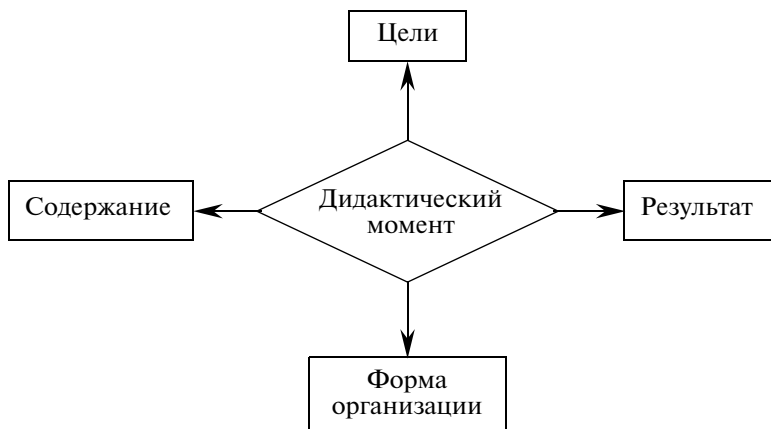 Цели
Содержание
Дидактический
момент
Результат
Форма
организации